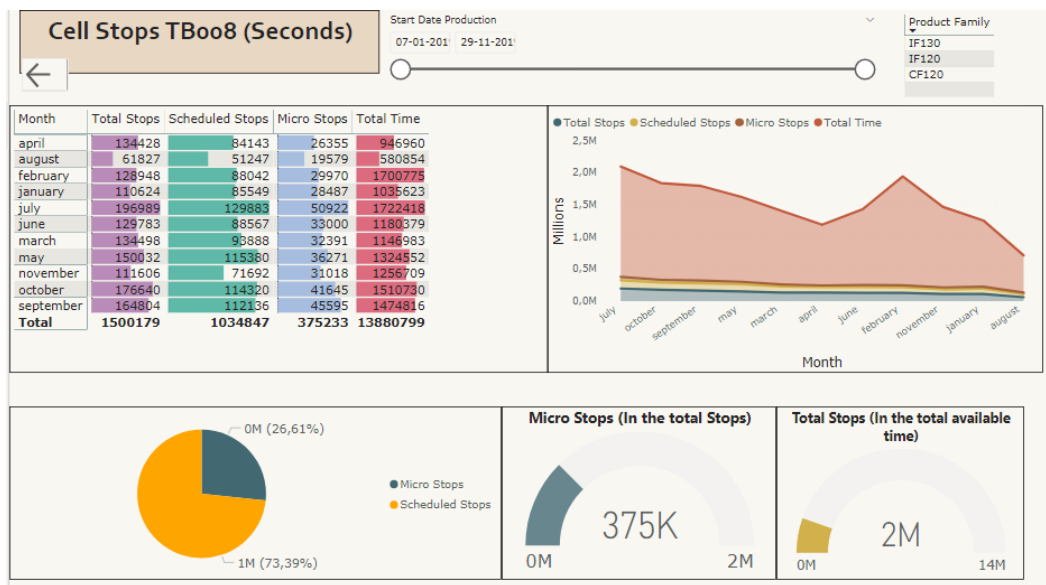 Cell Stops TB008 (Seconds)
Start Date Production
07-01-201 29-11-201
Product Family
IF130
IF120
CF120
Month Total Stops Scheduled Stops Micro Stops Total Time
april 134428 84143 26355 946960
august 61827 51247 19579 580854
february 128948 88042 29970 1700775
january 110624 85549 28487 1035623
july 196989 129883 50922 1722418
june 129783 88567 33000 1180379
march 134498 93888 32391 1146983
may 150032 115380 36271 1324552
november 111606 71692 31018 1256709
october 176640 114320 41645 1510730
september 164804 112136 45595 1474816
Total 1500179 1034847 375233 13880799
Total Stops Scheduled Stops Micro Stops Total Time
2,5M
2,0M
1,5M
1,0M
0,5M
0,0M
Millions
july october september may march april june february november january august
Month
0M (26,61%)
1M (73,39%)
Micro Stops
Scheduled Stops
Micro Stops (In the total Stops)
375K
0M 2M
Total Stops (In the total available
time)
2M
0M 14M